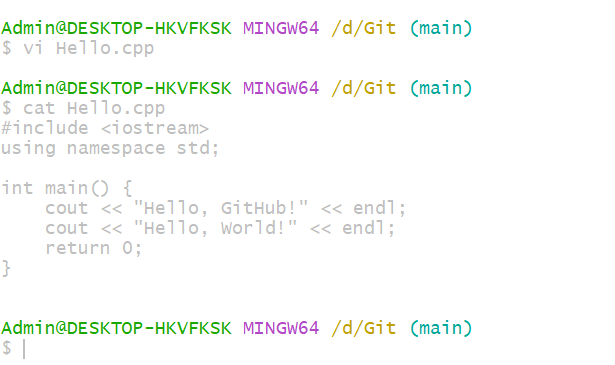 Admin@DESKTOP-HKVFKSK MINGW64 /d/Git (main)
$ vi Hello.cpp
Admin@DESKTOP-HKVFKSK MINGW64 /d/Git (main)
$ cat Hello.cpp
#include <iostream>
using namespace std;
int main() {
    cout << "Hello, GitHub!" << endl;
    cout << "Hello, World!" << endl;
    return 0;
}
Admin@DESKTOP-HKVFKSK MINGW64 /d/Git (main)
$